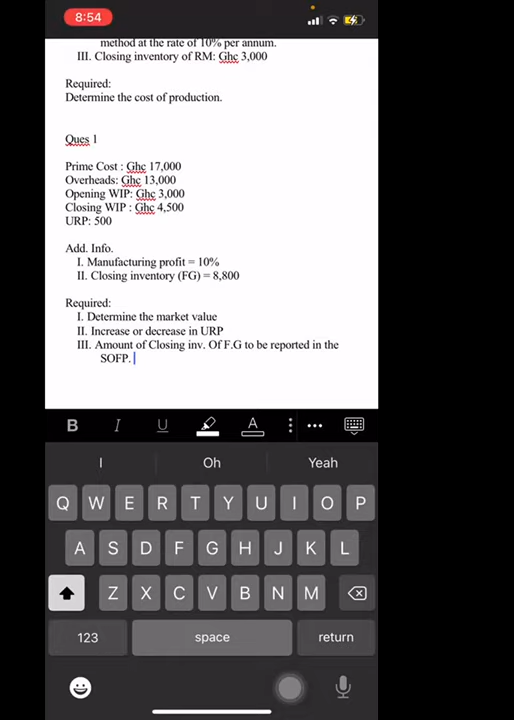 8:54
method at the rate of 10% per annum.
III. Closing inventory of RM: Ghc 3,000
Required:
Determine the cost of production.
Ques 1
Prime Cost : Ghc 17,000
Overheads: Ghc 13,000
Opening WIP: Ghc 3,000
Closing WIP : Ghc 4,500
URP: 500
Add. Info.
I. Manufacturing profit = 10%
II. Closing inventory (FG) = 8,800
Required:
I. Determine the market value
II. Increase or decrease in URP
III. Amount of Closing inv. Of F.G to be reported in the
SOFP.
B I U A
I Oh Yeah
Q W E R T Y U I O P
A S D F G H J K L
Z X C V B N M
123 space return